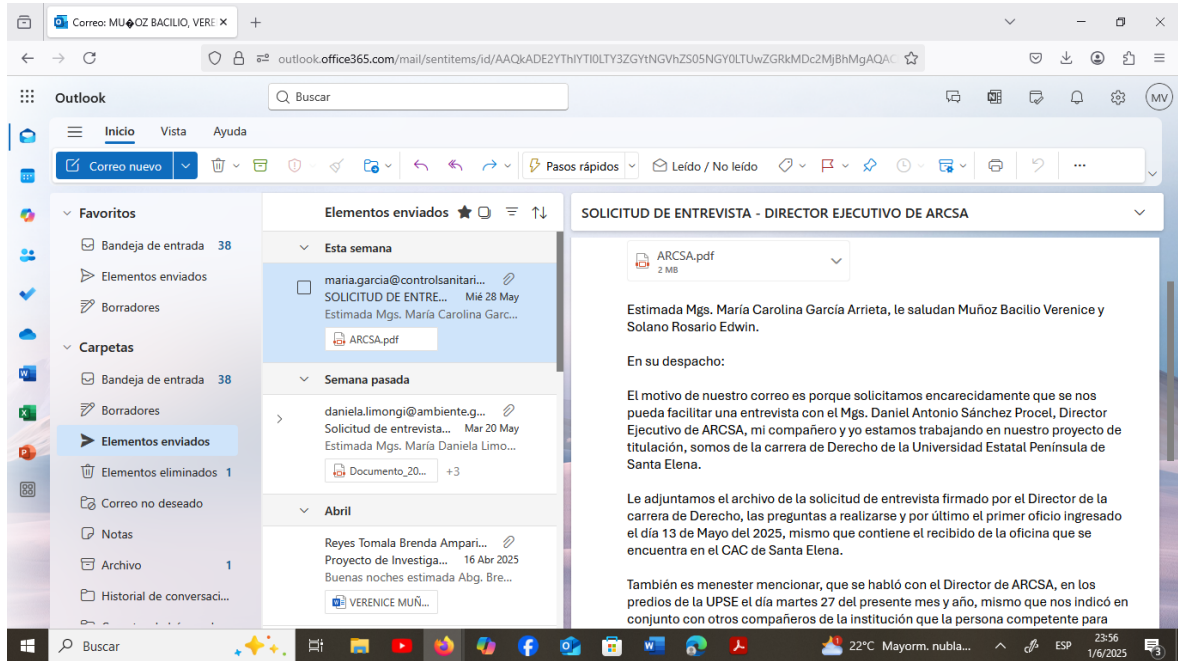 Correo: MU�OZ BACILIO, VERE
outlook.office365.com/mail/sentitems/id/
Outlook
Buscar
MV
Inicio Vista Ayuda
Correo nuevo
Pasos rápidos
Leído / No leído
Favoritos
Bandeja de entrada 38
Elementos enviados
Borradores
Carpetas
Bandeja de entrada 38
Borradores
Elementos enviados
Elementos eliminados 1
Correo no deseado
Notas
Archivo 1
Historial de conversaci...
Elementos enviados
Esta semana
maria.garcia@controlsanitari...
SOLICITUD DE ENTRE... Mié 28 May
Estimada Mgs. María Carolina Garc...
ARCSA.pdf
Semana pasada
daniela.limongi@ambiente.g...
Solicitud de entrevista... Mar 20 May
Estimada Mgs. María Daniela Limo...
Documento_20... +3
Abril
Reyes Tomala Brenda Ampari...
Proyecto de Investiga... 16 Abr 2025
Buenas noches estimada Abg. Bre...
VERENICE MUÑ...
SOLICITUD DE ENTREVISTA - DIRECTOR EJECUTIVO DE ARCSA
ARCSA.pdf
2 MB
Estimada Mgs. María Carolina García Arrieta, le saludan Muñoz Bacilio Verenice y
Solano Rosario Edwin.
En su despacho:
El motivo de nuestro correo es porque solicitamos encarecidamente que se nos
pueda facilitar una entrevista con el Mgs. Daniel Antonio Sánchez Procel, Director
Ejecutivo de ARCSA, mi compañero y yo estamos trabajando en nuestro proyecto de
titulación, somos de la carrera de Derecho de la Universidad Estatal Península de
Santa Elena.
Le adjuntamos el archivo de la solicitud de entrevista firmado por el Director de la
carrera de Derecho, las preguntas a realizarse y por último el primer oficio ingresado
el día 13 de Mayo del 2025, mismo que contiene el recibido de la oficina que se
encuentra en el CAC de Santa Elena.
También es menester mencionar, que se habló con el Director de ARCSA, en los
predios de la UPSE el día martes 27 del presente mes y año, mismo que nos indicó en
conjunto con otros compañeros de la institución que la persona competente para
Buscar
22°C Mayorm. nubla...
ESP
23:56
1/6/2025
3